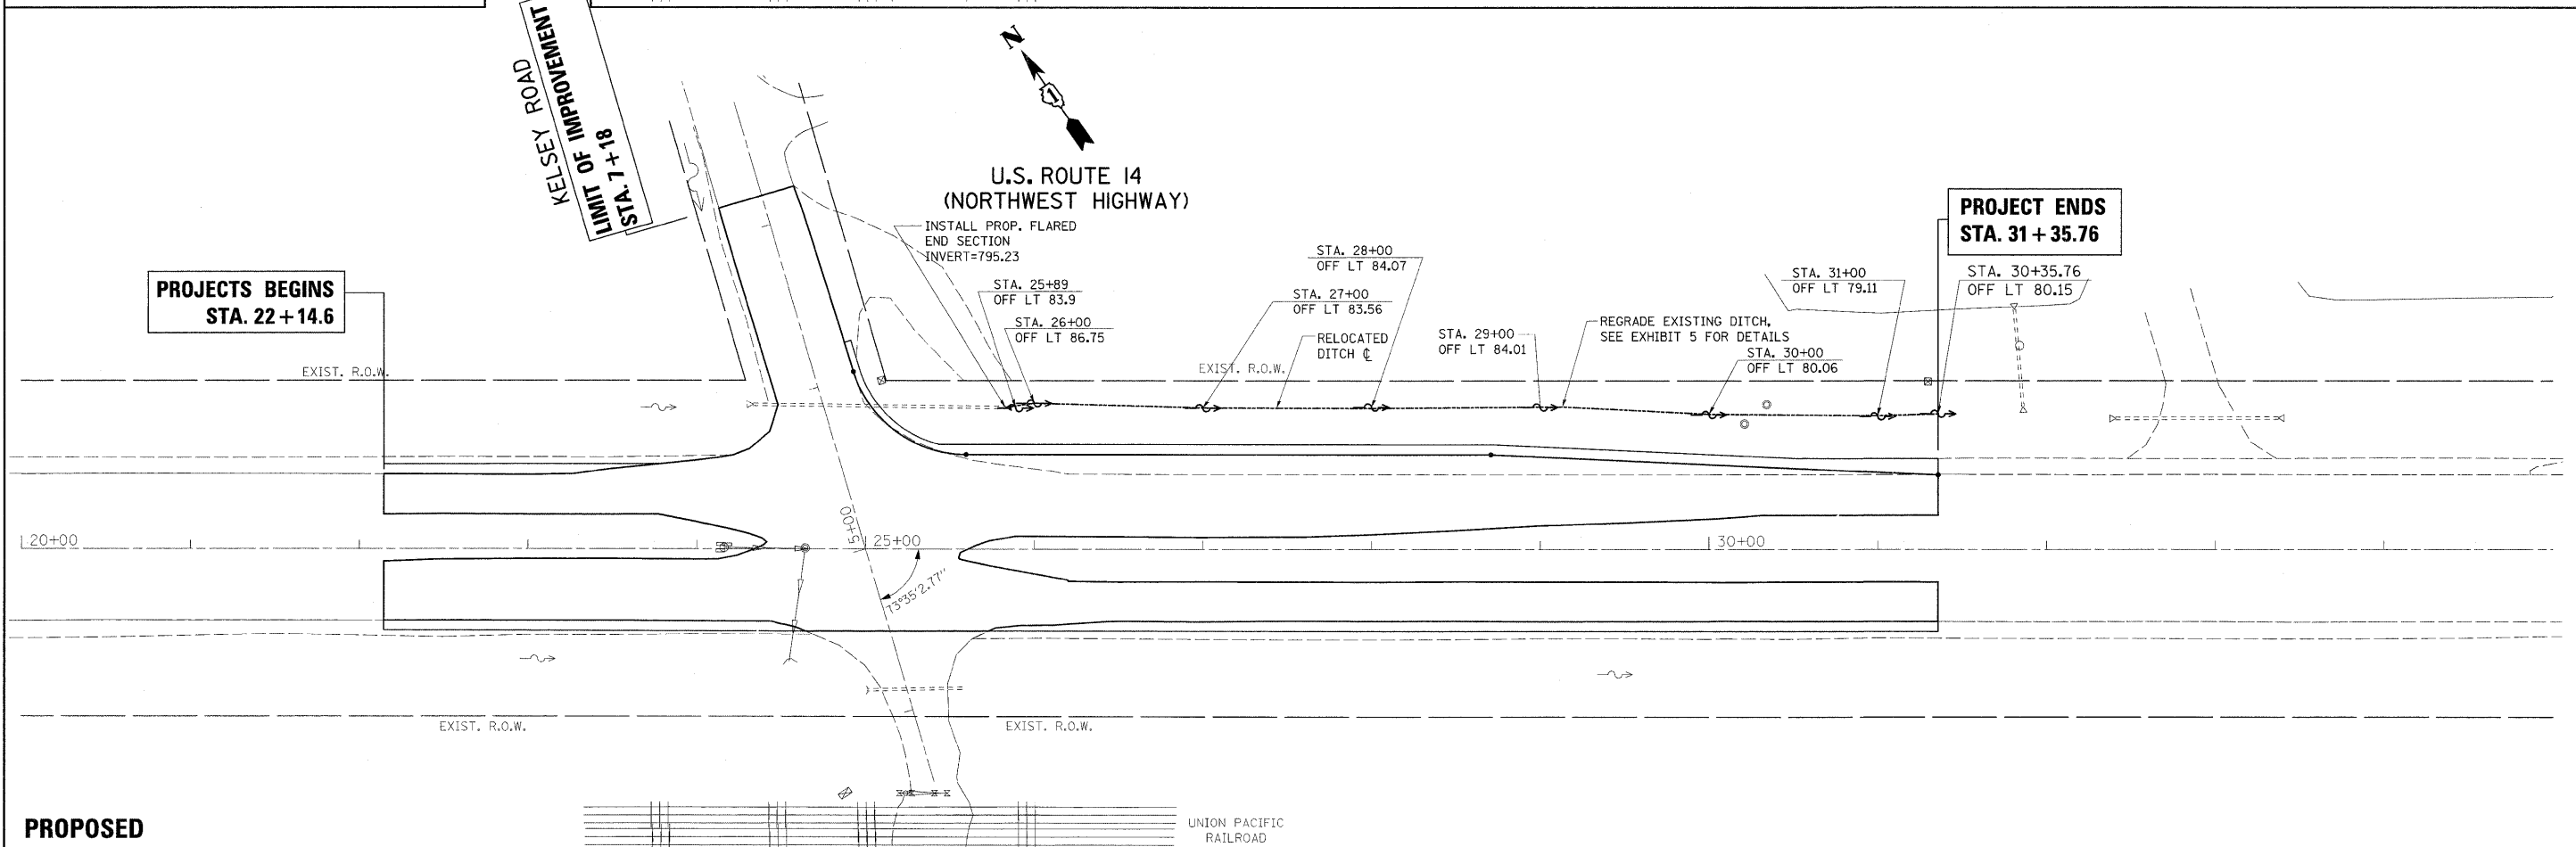 KELSEY ROAD
LIMIT OF IMPROVEMENT
STA. 7+18
N
1
U.S. ROUTE 14
(NORTHWEST HIGHWAY)
INSTALL PROP. FLARED
END SECTION
INVERT=795.23
PROJECTS BEGINS
STA. 22+14.6
PROJECT ENDS
STA. 31+35.76
STA. 25+89
OFF LT 83.9
STA. 26+00
OFF LT 86.75
STA. 27+00
OFF LT 83.56
STA. 28+00
OFF LT 84.07
RELOCATED
DITCH ℄
STA. 29+00
OFF LT 84.01
REGRADE EXISTING DITCH,
SEE EXHIBIT 5 FOR DETAILS
STA. 30+00
OFF LT 80.06
STA. 31+00
OFF LT 79.11
STA. 30+35.76
OFF LT 80.15
EXIST. R.O.W.
EXIST. R.O.W.
20+00
15+00
25+00
30+00
73°35'2.77"
EXIST. R.O.W.
EXIST. R.O.W.
PROPOSED
UNION PACIFIC
RAILROAD